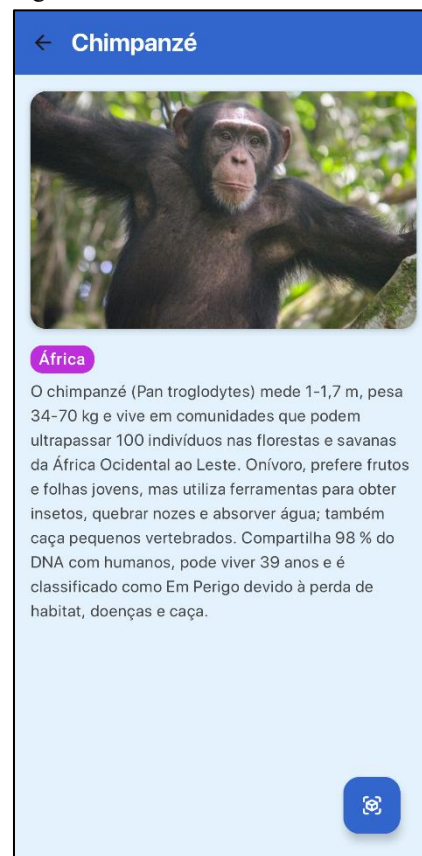 Chimpanzé
África
O chimpanzé (Pan troglodytes) mede 1-1,7 m, pesa
34-70 kg e vive em comunidades que podem
ultrapassar 100 indivíduos nas florestas e savanas
da África Ocidental ao Leste. Onívoro, prefere frutos
e folhas jovens, mas utiliza ferramentas para obter
insetos, quebrar nozes e absorver água; também
caça pequenos vertebrados. Compartilha 98 % do
DNA com humanos, pode viver 39 anos e é
classificado como Em Perigo devido à perda de
habitat, doenças e caça.